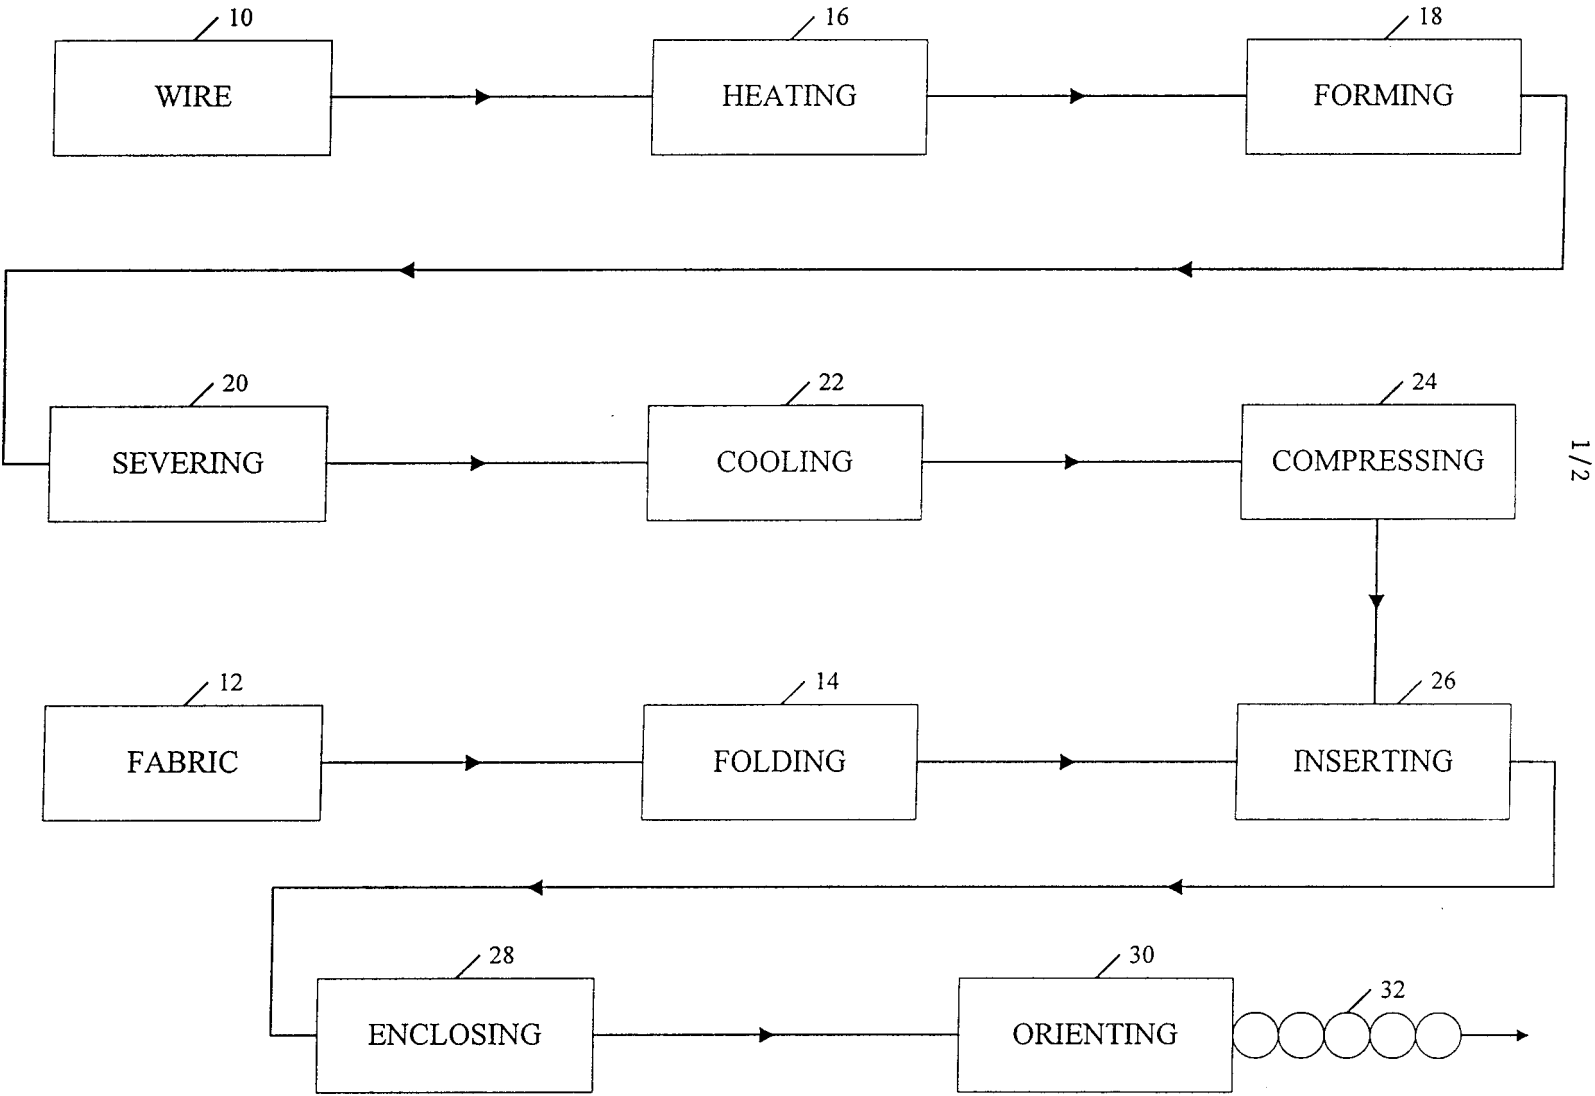 10
16
18
WIRE
HEATING
FORMING
20
22
24
SEVERING
COOLING
COMPRESSING
1/2
12
14
26
FABRIC
FOLDING
INSERTING
28
30
32
ENCLOSING
ORIENTING